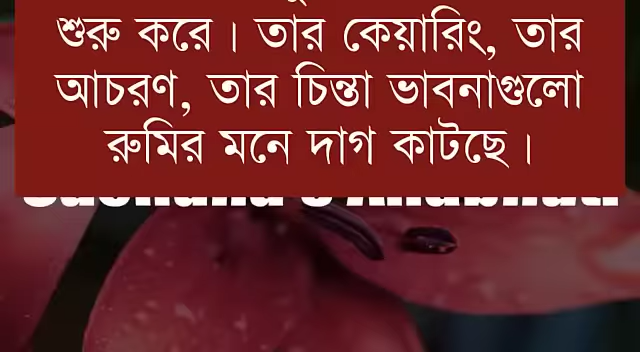 শুরু করে। তার কেয়ারিং, তার
আচরণ, তার চিন্তা ভাবনাগুলো
রুমির মনে দাগ কাটছে।